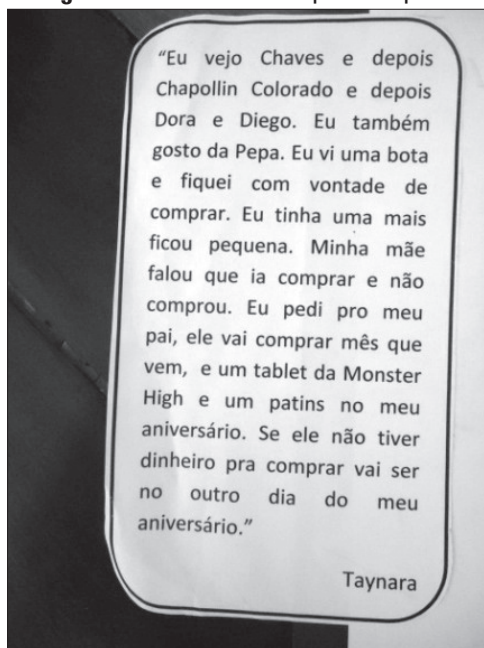 “Eu vejo Chaves e depois
Chapollin Colorado e depois
Dora e Diego. Eu também
gosto da Pepa. Eu vi uma bota
e fiquei com vontade de
comprar. Eu tinha uma mais
ficou pequena. Minha mãe
falou que ia comprar e não
comprou. Eu pedi pro meu
pai, ele vai comprar mês que
vem, e um tablet da Monster
High e um patins no meu
aniversário. Se ele não tiver
dinheiro pra comprar vai ser
no outro dia do meu
aniversário.”
Taynara